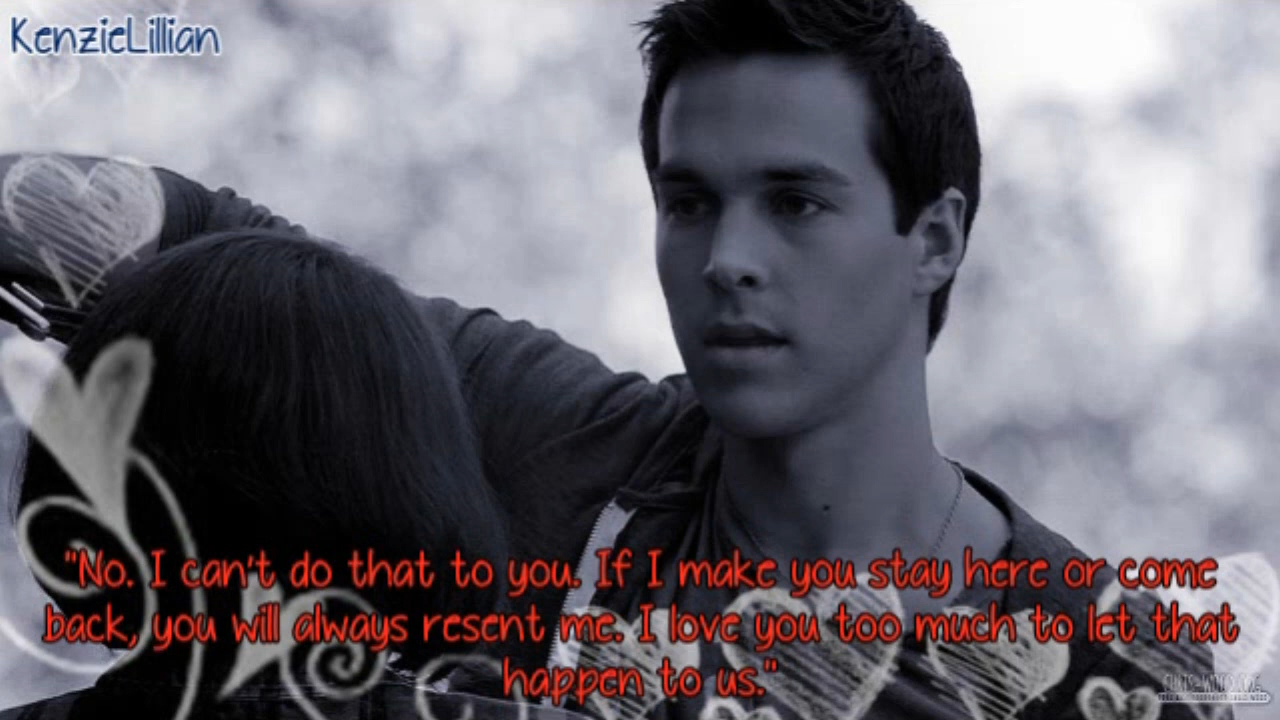 KenzieLillian
"No. I can't do that to you. If I make you stay here or come
back, you will always resent me. I love you too much to let that
happen to us."